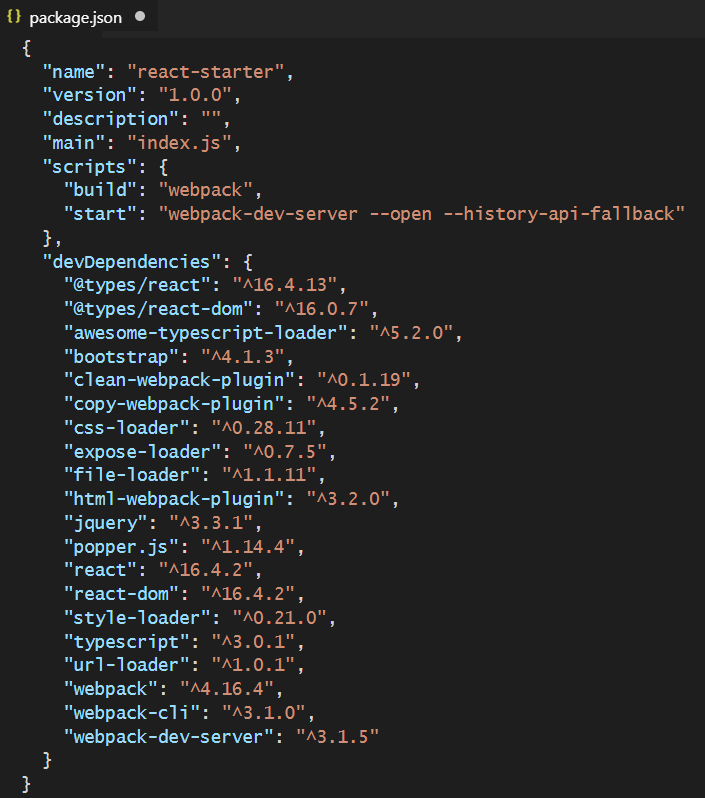 {} package.json ●
{
  "name": "react-starter",
  "version": "1.0.0",
  "description": "",
  "main": "index.js",
  "scripts": {
    "build": "webpack",
    "start": "webpack-dev-server --open --history-api-fallback"
  },
  "devDependencies": {
    "@types/react": "^16.4.13",
    "@types/react-dom": "^16.0.7",
    "awesome-typescript-loader": "^5.2.0",
    "bootstrap": "^4.1.3",
    "clean-webpack-plugin": "^0.1.19",
    "copy-webpack-plugin": "^4.5.2",
    "css-loader": "^0.28.11",
    "expose-loader": "^0.7.5",
    "file-loader": "^1.1.11",
    "html-webpack-plugin": "^3.2.0",
    "jquery": "^3.3.1",
    "popper.js": "^1.14.4",
    "react": "^16.4.2",
    "react-dom": "^16.4.2",
    "style-loader": "^0.21.0",
    "typescript": "^3.0.1",
    "url-loader": "^1.0.1",
    "webpack": "^4.16.4",
    "webpack-cli": "^3.1.0",
    "webpack-dev-server": "^3.1.5"
  }
}